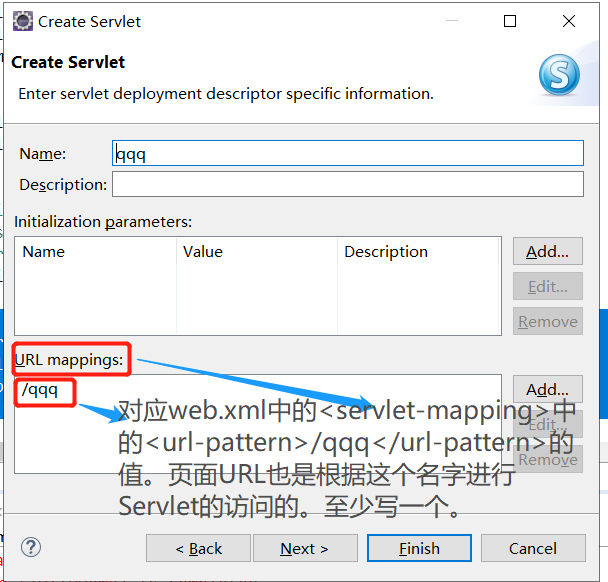 Create Servlet
Create Servlet
Enter servlet deployment descriptor specific information.
Name:
qqq
Description:
Initialization parameters:
Name Value Description
Add...
Edit...
Remove
URL mappings:
/qqq
Add...
Edit...
Remove
对应web.xml中的<servlet-mapping>中
的<url-pattern>/qqq</url-pattern>的
值。页面URL也是根据这个名字进行
Servlet的访问的。至少写一个。
< Back Next > Finish Cancel